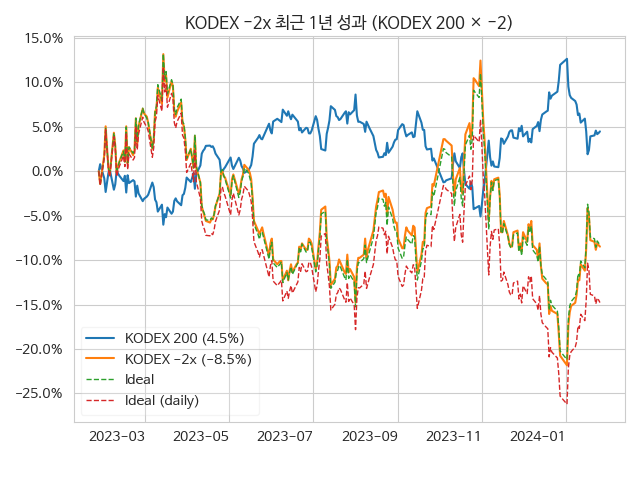 KODEX −2x 최근 1년 성과 (KODEX 200 × −2)
15.0%
10.0%
5.0%
0.0%
−5.0%
−10.0%
−15.0%
−20.0%
−25.0%
KODEX 200 (4.5%)
KODEX −2x (−8.5%)
Ideal
Ideal (daily)
2023−03 2023−05 2023−07 2023−09 2023−11 2024−01